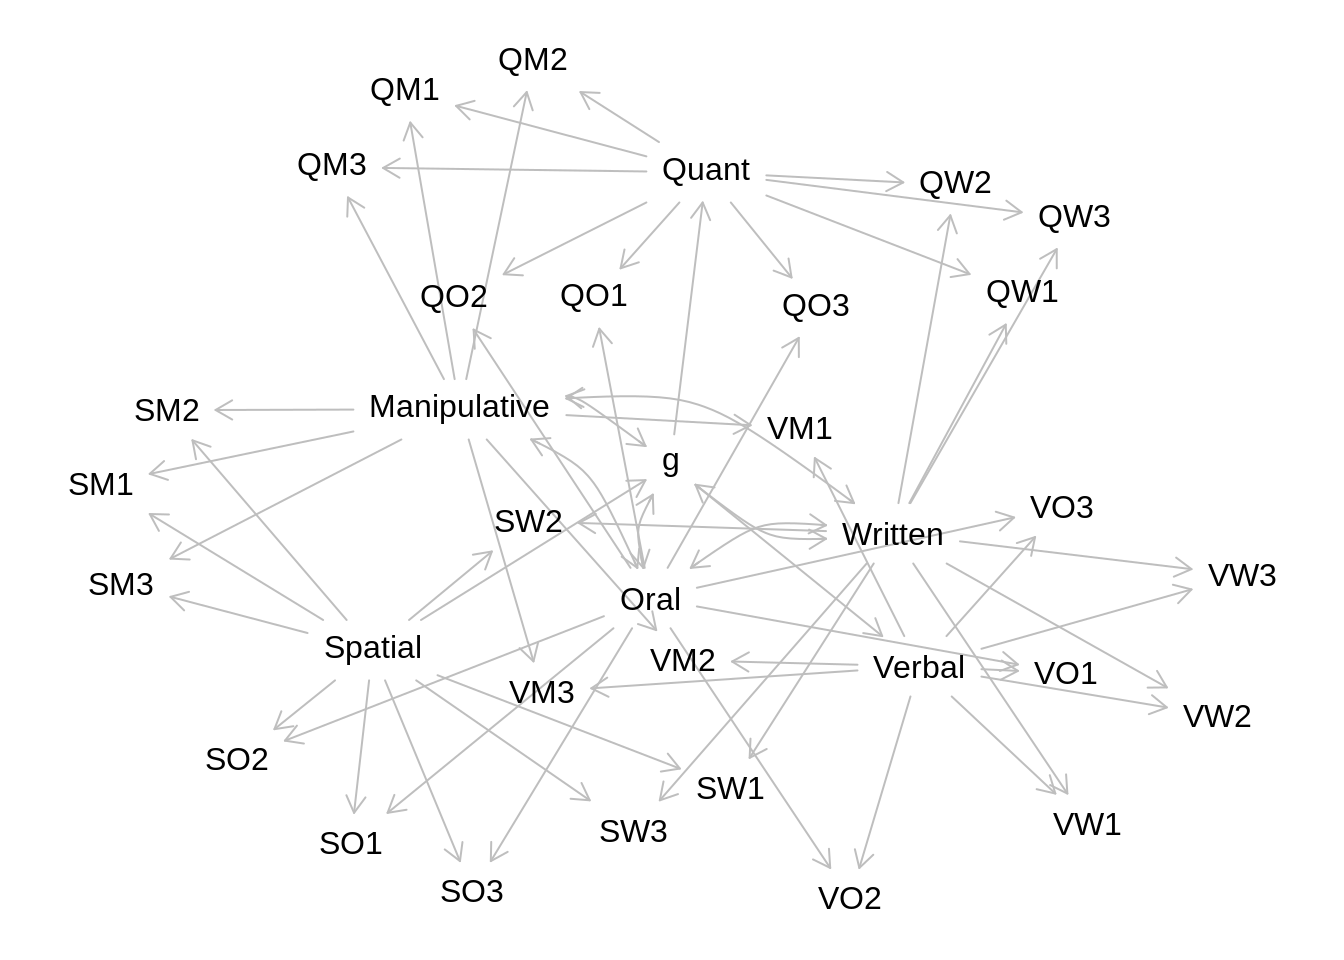 QM2
QM1
QM3
Quant
QW2
QW3
QO2
QO1
QO3
QW1
SM2
Manipulative
VM1
SM1
g
SW2
Written
VO3
SM3
Oral
VW3
Spatial
VM2
Verbal
VO1
VM3
VW2
SO2
SW1
SO1
SW3
VW1
SO3
VO2